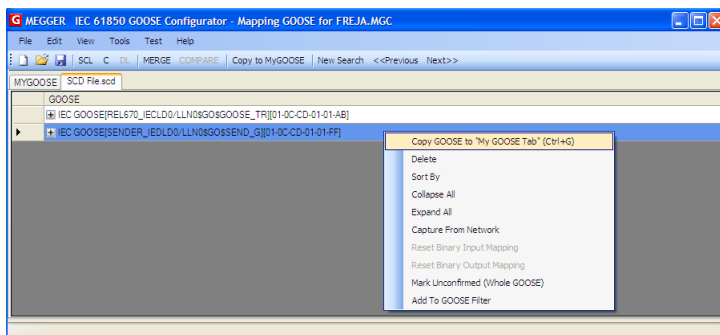 G MEGGER IEC 61850 GOOSE Configurator - Mapping GOOSE for FREJA.MGC
File Edit View Tools Test Help
SCL C DL MERGE COMPARE Copy to MyGOOSE New Search <<Previous Next>>
MYGOOSE SCD File.scd
GOOSE
IEC GOOSE[REL670_IECLD0/LLN0$GO$GOOSE_TR][01-0C-CD-01-01-AB]
IEC GOOSE[SENDER_IEDLD0/LLN0$GO$SEND_G][01-0C-CD-01-01-FF]
Copy GOOSE to "My GOOSE Tab" (Ctrl+G)
Delete
Sort By
Collapse All
Expand All
Capture From Network
Reset Binary Input Mapping
Reset Binary Output Mapping
Mark Unconfirmed (Whole GOOSE)
Add To GOOSE Filter